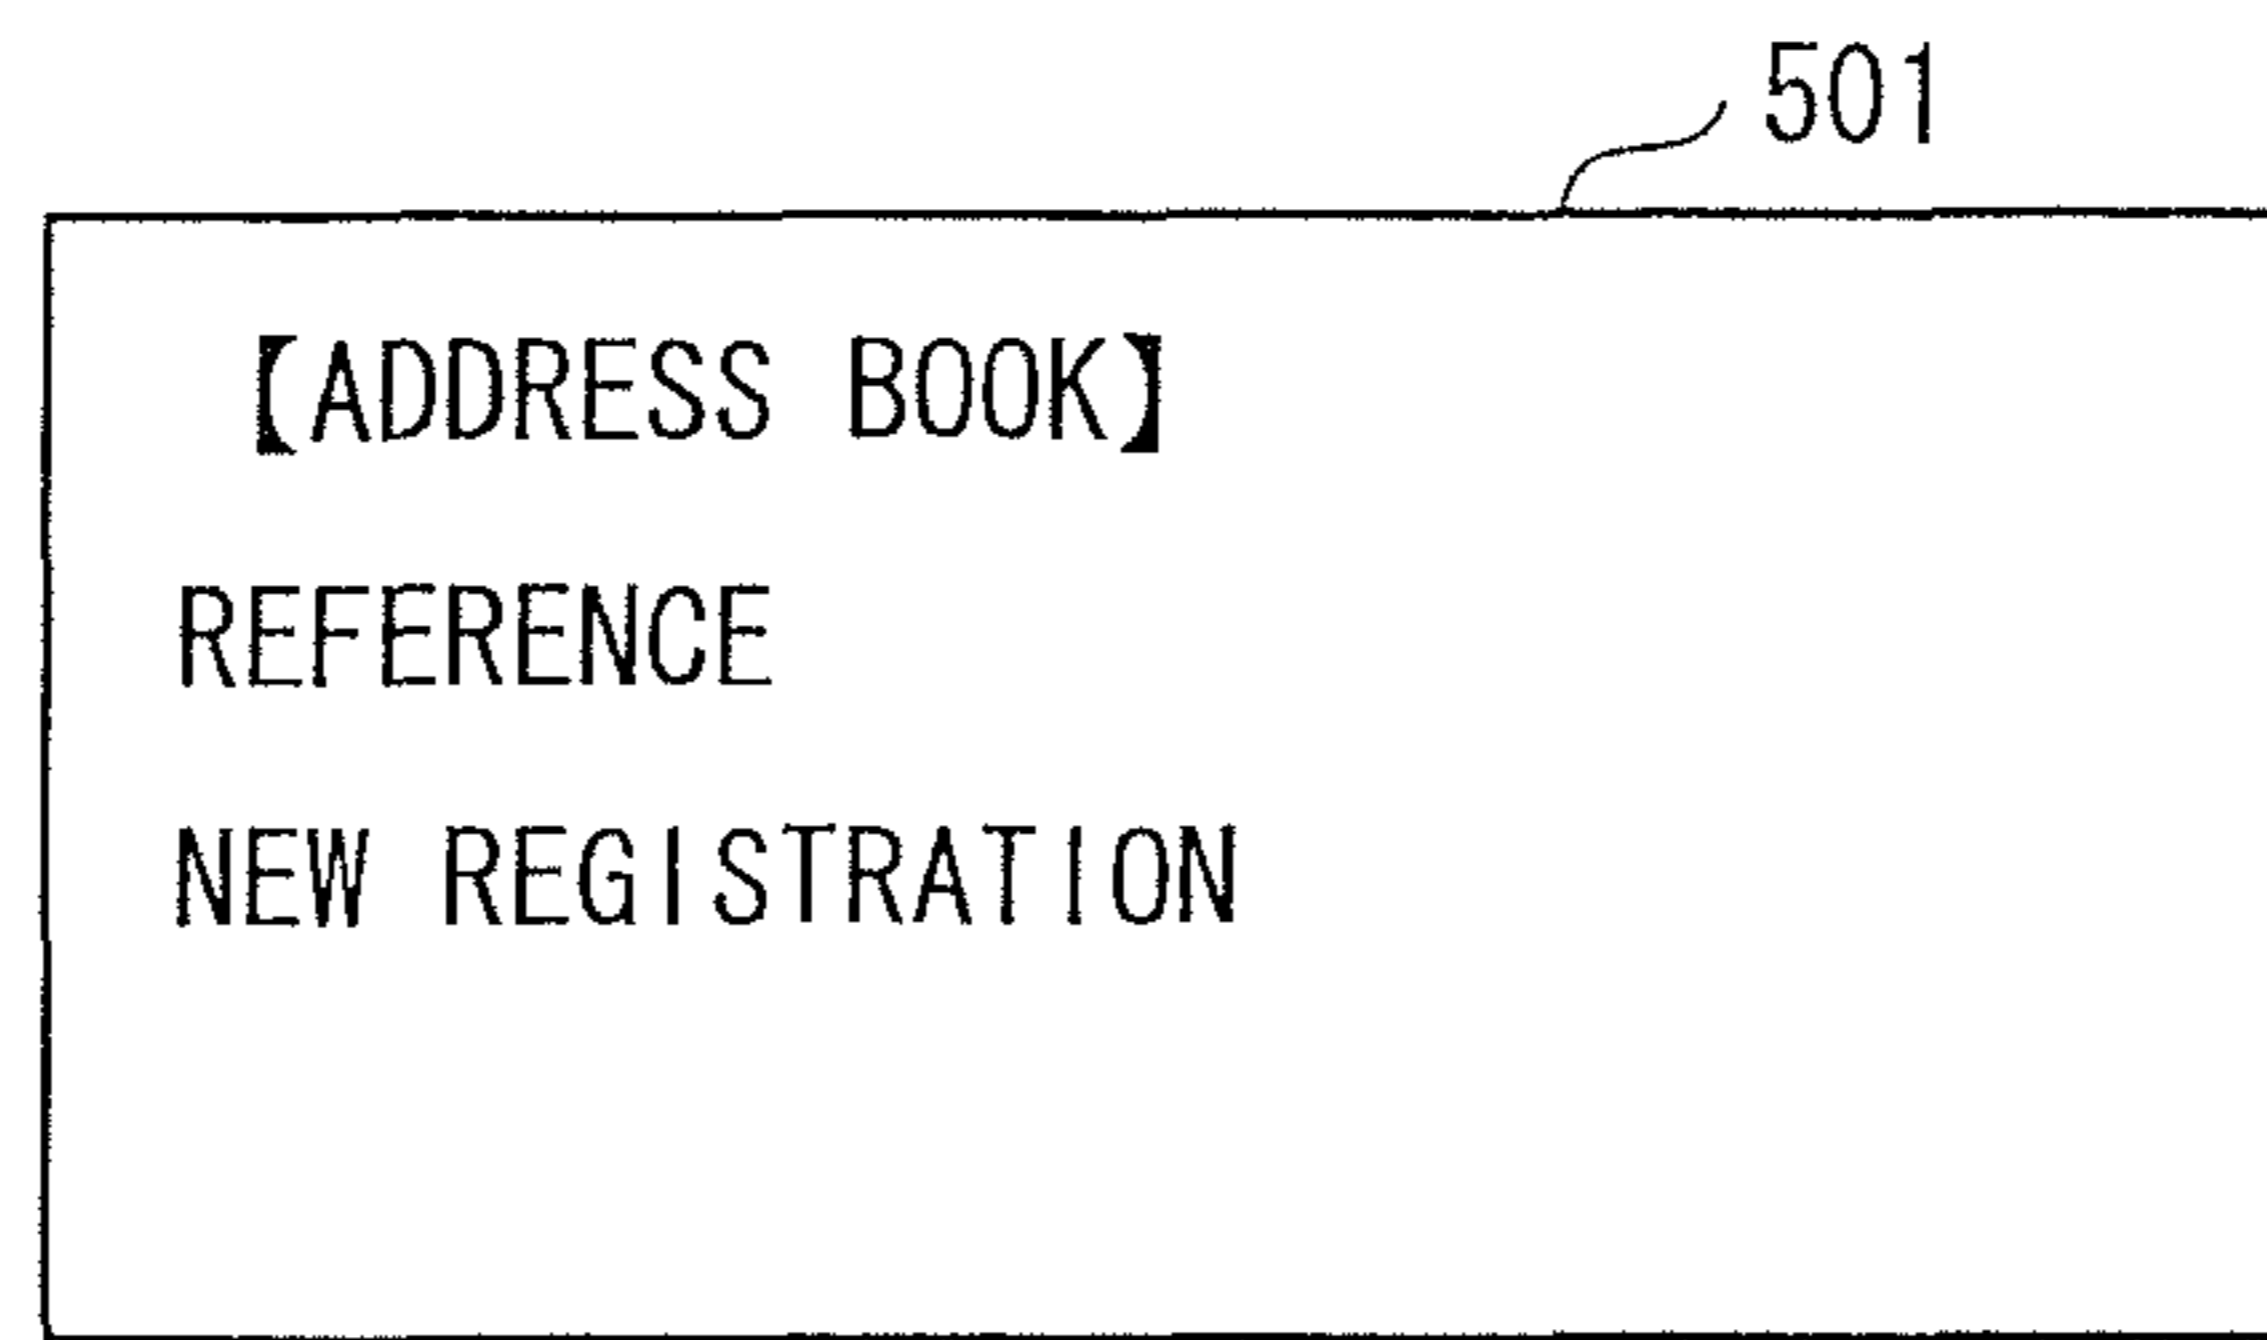 501
【ADDRESS BOOK】
REFERENCE
NEW REGISTRATION